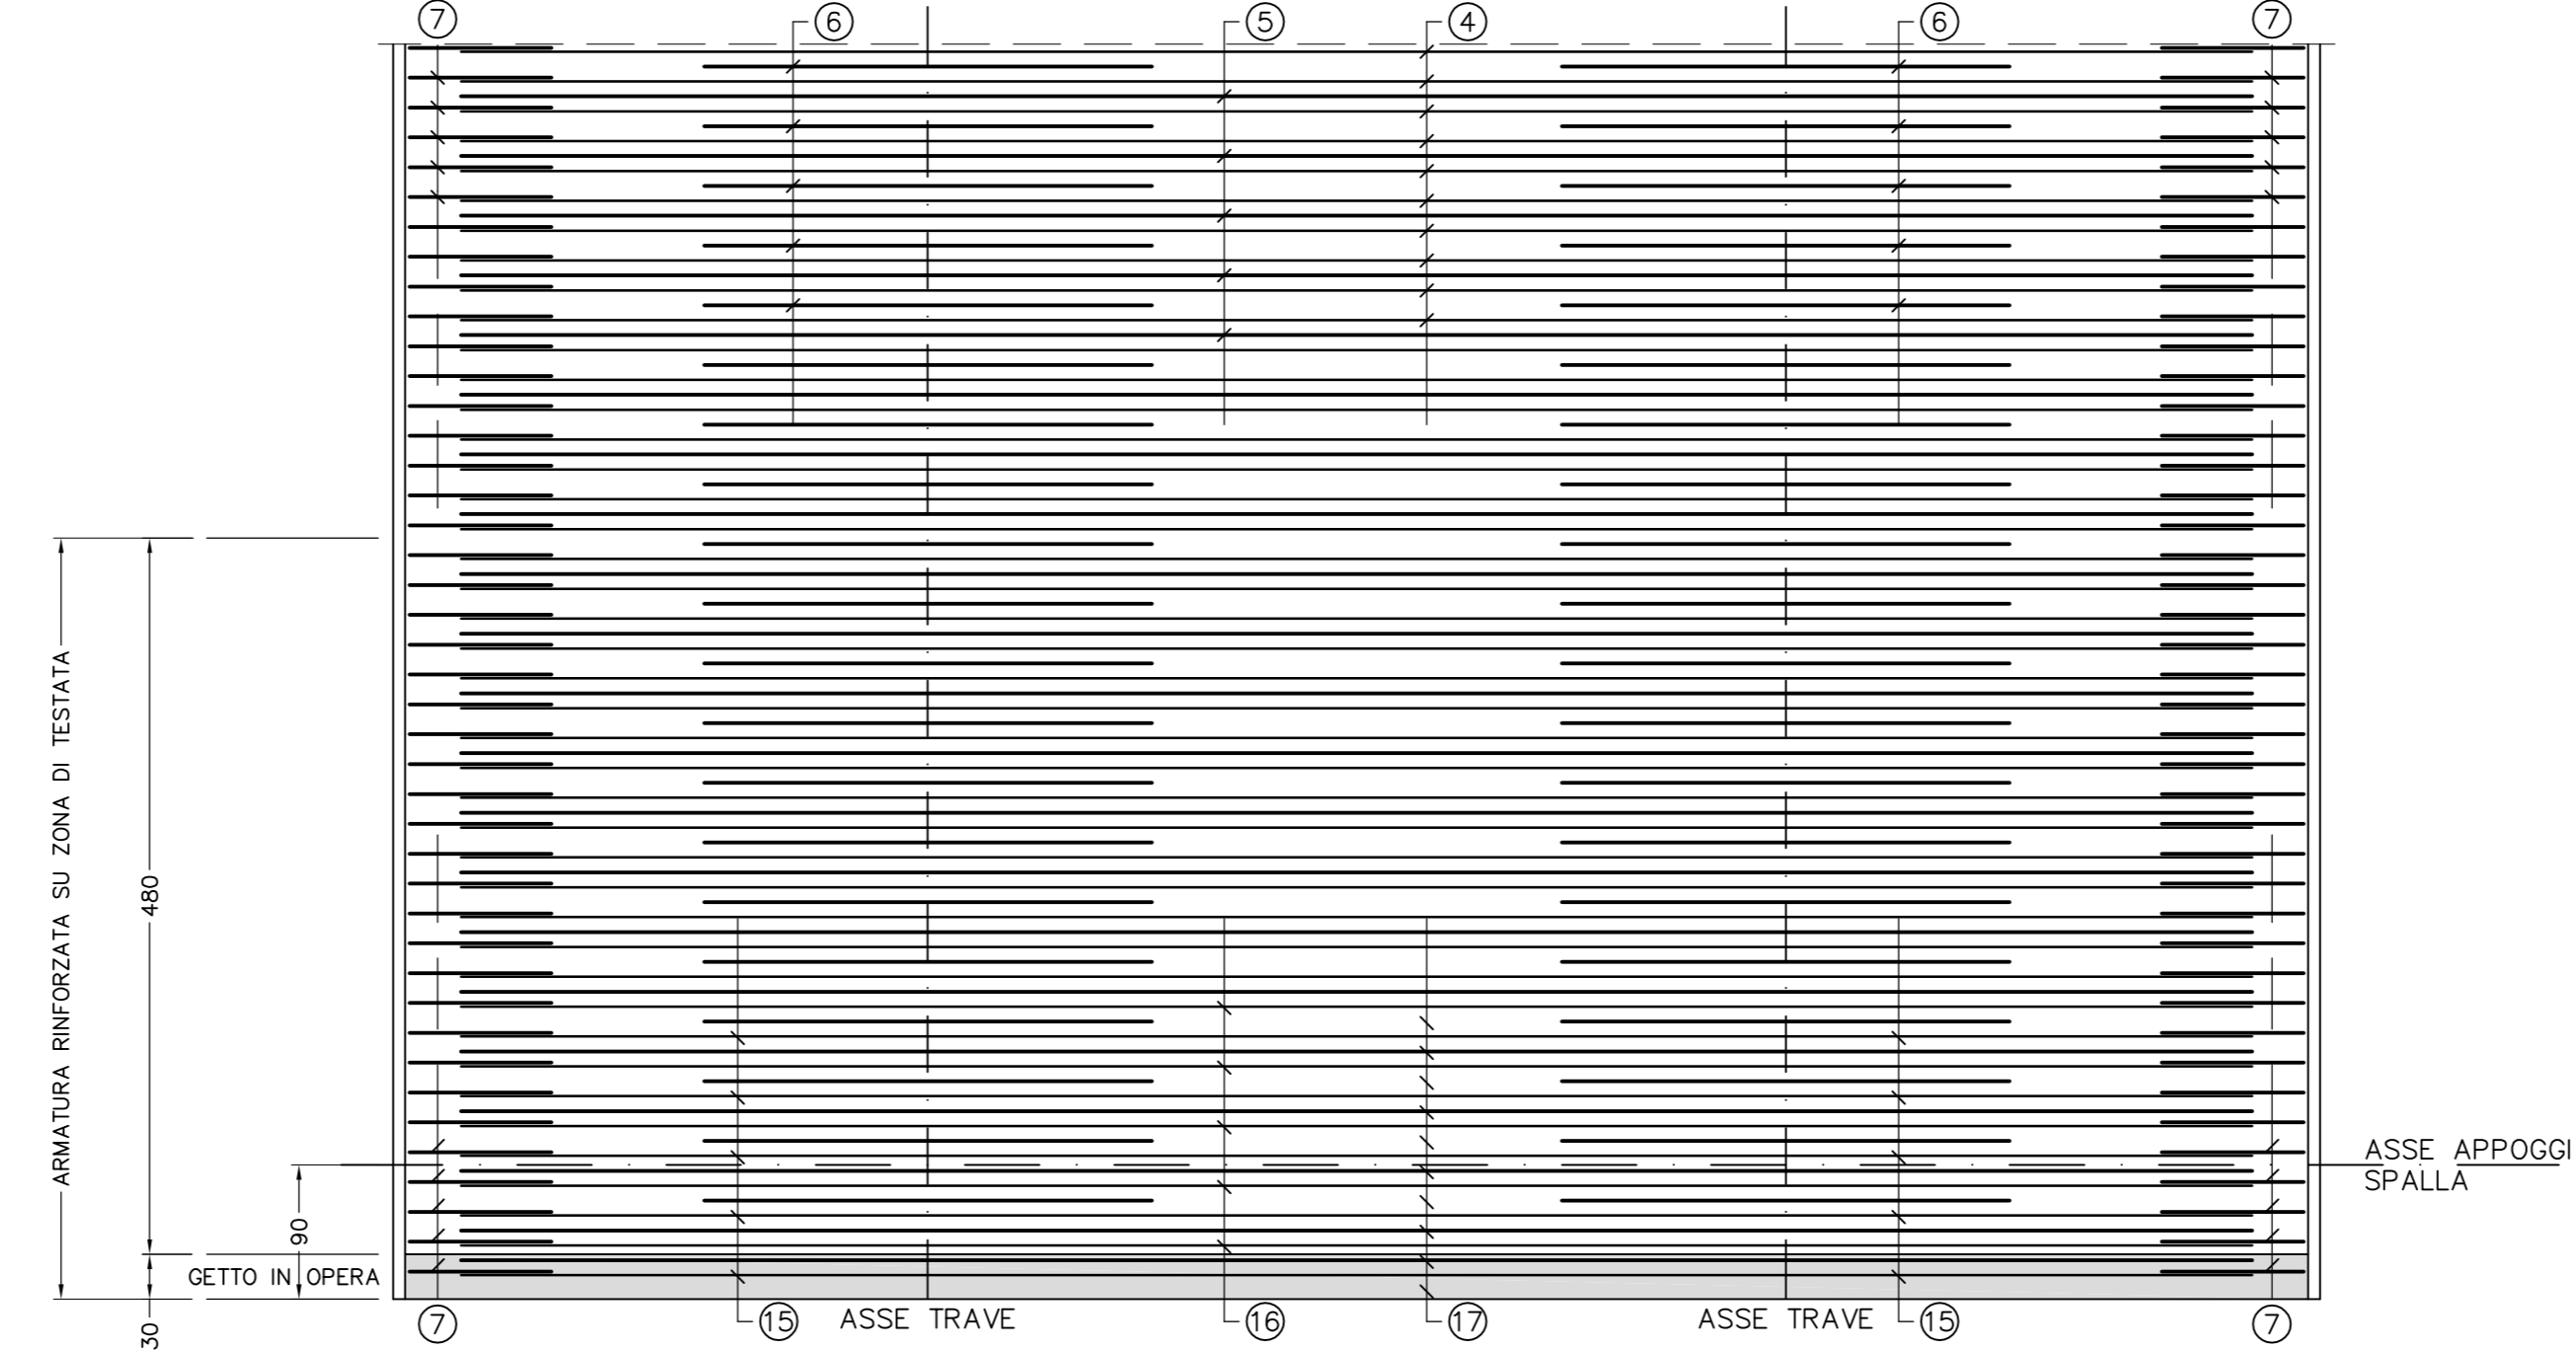 7
6
5
4
6
7
ARMATURA RINFORZATA SU ZONA DI TESTATA
480
90
GETTO IN OPERA
30
ASSE APPOGGI
SPALLA
7
15
ASSE TRAVE
16
17
ASSE TRAVE
15
7